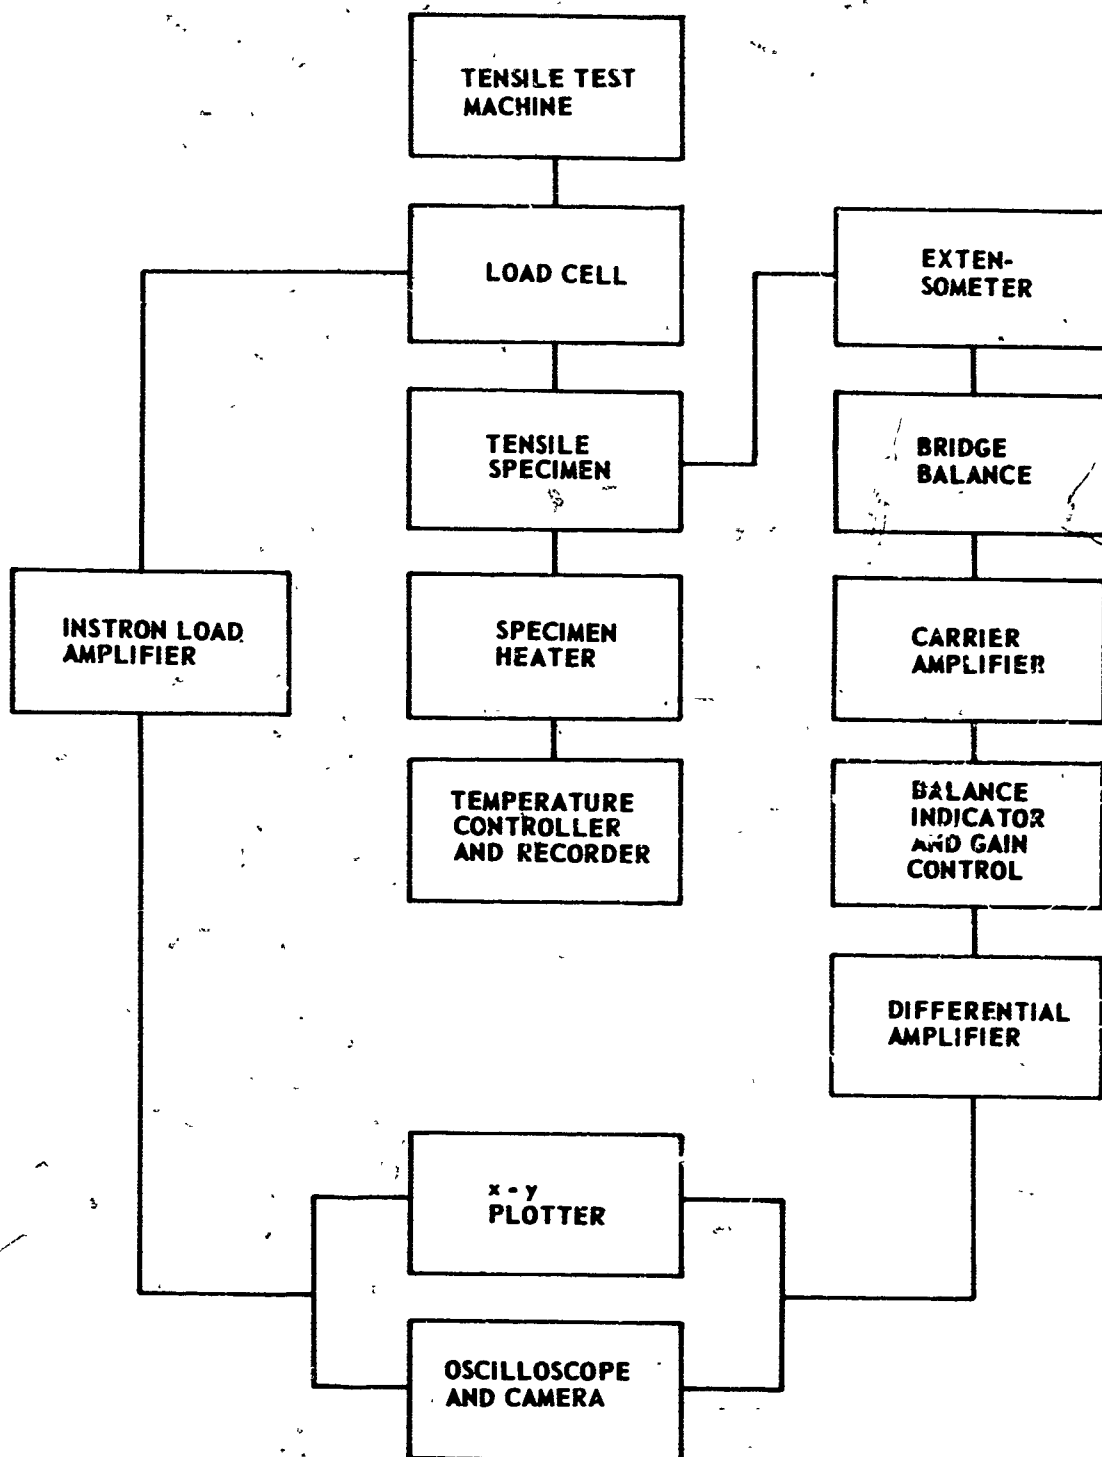 TENSILE TEST
MACHINE
LOAD CELL
EXTEN-
SOMETER
TENSILE
SPECIMEN
BRIDGE
BALANCE
INSTRON LOAD
AMPLIFIER
SPECIMEN
HEATER
CARRIER
AMPLIFIER
TEMPERATURE
CONTROLLER
AND RECORDER
BALANCE
INDICATOR
AND GAIN
CONTROL
DIFFERENTIAL
AMPLIFIER
x - y
PLOTTER
OSCILLOSCOPE
AND CAMERA